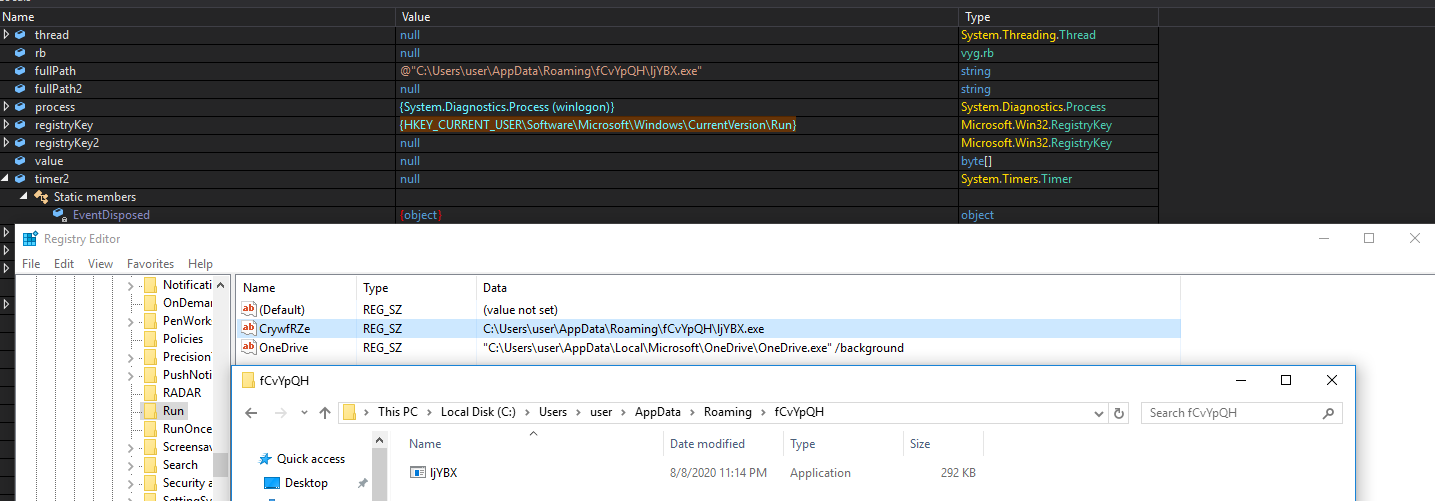 Name Value Type
thread null System.Threading.Thread
rb null vyg.rb
fullPath @"C:\Users\user\AppData\Roaming\fCvYpQH\IjYBX.exe" string
fullPath2 null string
process {System.Diagnostics.Process (winlogon)} System.Diagnostics.Process
registryKey {HKEY_CURRENT_USER\Software\Microsoft\Windows\CurrentVersion\Run} Microsoft.Win32.RegistryKey
registryKey2 null Microsoft.Win32.RegistryKey
value null byte[]
timer2 null System.Timers.Timer
Static members
EventDisposed {object} object
Registry Editor
File Edit View Favorites Help
Notificati
OnDeman
PenWork
Policies
Precision
PushNoti
RADAR
Run
RunOnce
Screensav
Search
Security a
Name Type Data
(Default) REG_SZ (value not set)
CrywfRZe REG_SZ C:\Users\user\AppData\Roaming\fCvYpQH\IjYBX.exe
OneDrive REG_SZ "C:\Users\user\AppData\Local\Microsoft\OneDrive\OneDrive.exe" /background
fCvYpQH
This PC > Local Disk (C:) > Users > user > AppData > Roaming > fCvYpQH
Search fCvYpQH
Quick access
Desktop
Name Date modified Type Size
IjYBX 8/8/2020 11:14 PM Application 292 KB